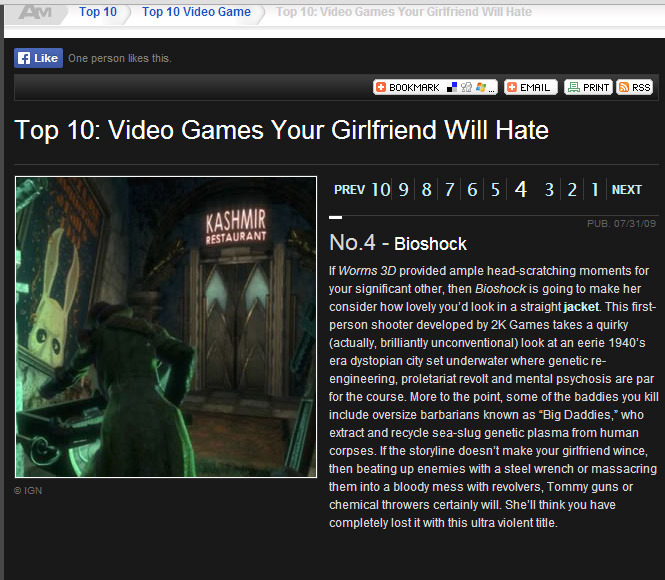 AM Top 10 Top 10 Video Game Top 10: Video Games Your Girlfriend Will Hate
Like One person likes this.
BOOKMARK ... EMAIL PRINT RSS
Top 10: Video Games Your Girlfriend Will Hate
PREV 10 9 8 7 6 5 4 3 2 1 NEXT
PUB. 07/31/09
No.4 - Bioshock
If Worms 3D provided ample head-scratching moments for
your significant other, then Bioshock is going to make her
consider how lovely you'd look in a straight jacket. This first-
person shooter developed by 2K Games takes a quirky
(actually, brilliantly unconventional) look at an eerie 1940's
era dystopian city set underwater where genetic re-
engineering, proletariat revolt and mental psychosis are par
for the course. More to the point, some of the baddies you kill
include oversize barbarians known as “Big Daddies,” who
extract and recycle sea-slug genetic plasma from human
corpses. If the storyline doesn't make your girlfriend wince,
then beating up enemies with a steel wrench or massacring
them into a bloody mess with revolvers, Tommy guns or
chemical throwers certainly will. She'll think you have
completely lost it with this ultra violent title.
KASHMIR
RESTAURANT
© IGN